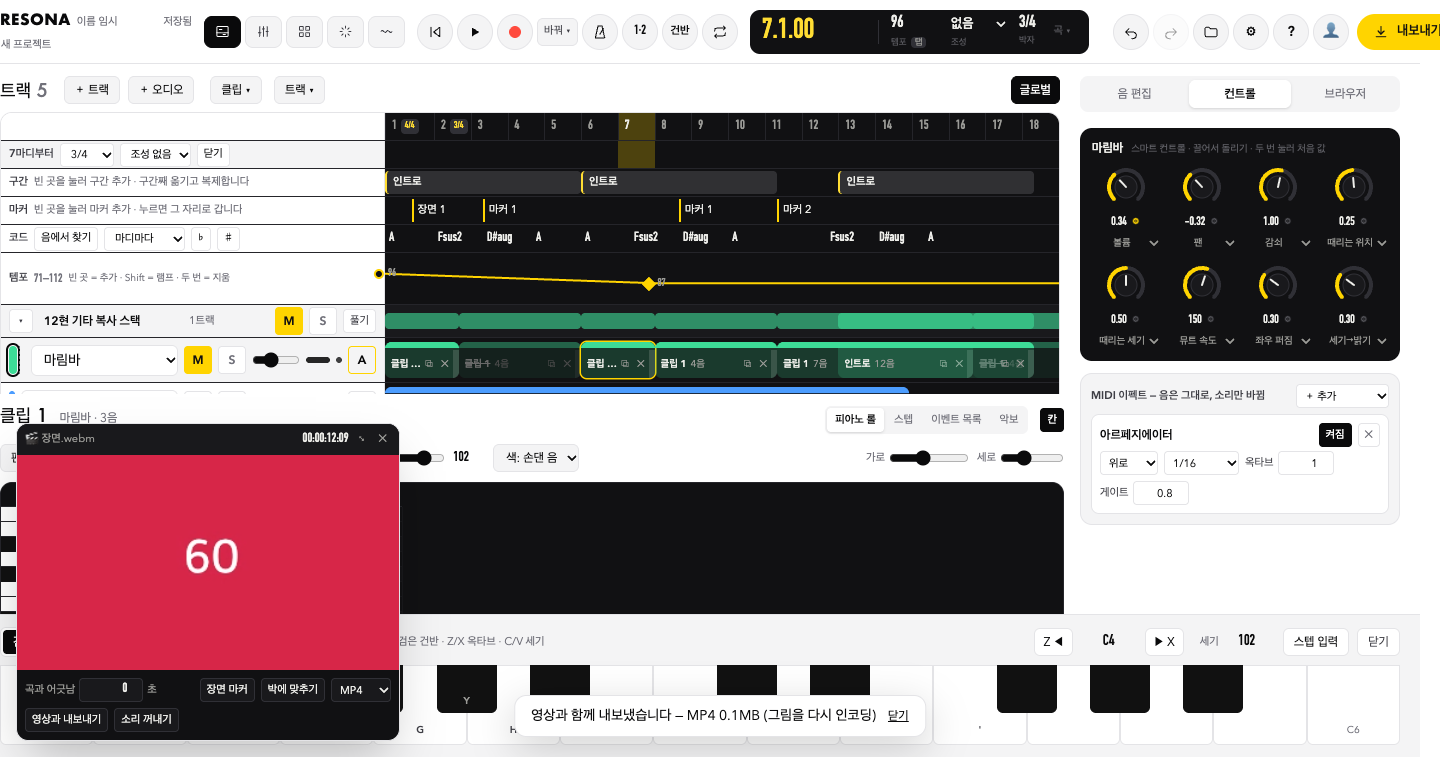 RESONA 이름 임시 저장됨
새 프로젝트
바꿔 1·2 건반
7.1.00 96 없음 3/4 곡
템포 탭 조성 박자
? 내보내기
트랙 5 + 트랙 + 오디오 클립 트랙 글로벌
1 4/4 2 3/4 3 4 5 6 7 8 9 10 11 12 13 14 15 16 17 18
7마디부터 3/4 조성 없음 닫기
구간 빈 곳을 눌러 구간 추가 · 구간째 옮기고 복제합니다 인트로 인트로 인트로
마커 빈 곳을 눌러 마커 추가 · 누르면 그 자리로 갑니다 장면 1 마커 1 마커 1 마커 2
코드 음에서 찾기 마디마다 ♭ # A Fsus2 D#aug A A Fsus2 D#aug A Fsus2 D#aug A
템포 71–112 빈 곳 = 추가 · Shift = 램프 · 두 번 = 지움 96 87
12현 기타 복사 스택 1트랙 M S 풀기
마림바 M S A 클립 ... 클립 1 4음 클립 ... 클립 1 4음 클립 1 7음 인트로 12음
클립 1 마림바 · 3음 피아노 롤 스텝 이벤트 목록 악보 칸
102 색: 손댄 음 가로 세로
장면.webm 00:00:12:09
60
곡과 어긋남 0 초 장면 마커 박에 맞추기 MP4
영상과 내보내기 소리 꺼내기
검은 건반 · Z/X 옥타브 · C/V 세기 Z ◀ C4 ▶ X 세기 102 스텝 입력 닫기
Y
G ' C6
영상과 함께 내보냈습니다 — MP4 0.1MB (그림을 다시 인코딩) 닫기
음 편집 컨트롤 브라우저
마림바 스마트 컨트롤 · 끌어서 돌리기 · 두 번 눌러 처음 값
0.34 -0.32 1.00 0.25
볼륨 팬 감쇠 때리는 위치
0.50 150 0.30 0.30
때리는 세기 뮤트 속도 좌우 퍼짐 세기→밝기
MIDI 이펙트 — 음은 그대로, 소리만 바뀜 + 추가
아르페지에이터 켜짐
위로 1/16 옥타브 1
게이트 0.8